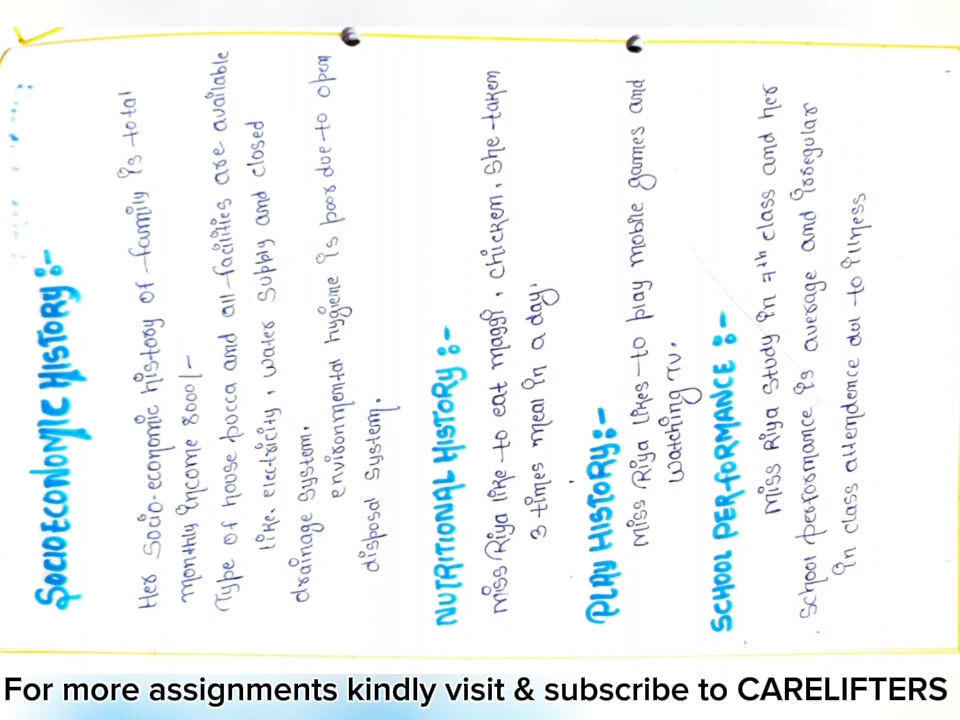 SOCIOECONOMIC HISTORY :-
Her socio-economic history of family is total
monthly income 8000/-
Type of house pucca and all facilities are available
like. electricity, water supply and closed
drainage system,
environmental hygiene is poor due to open
disposal system.
NUTRITIONAL HISTORY :-
Miss Riya like to eat maggi, chicken, she taken
3 times meal in a day.
PLAY HISTORY:-
Miss Riya likes to play mobile games and
watching TV.
SCHOOL PERFORMANCE :-
Miss Riya study in 7th class and her
school performance is average and irregular
in class attendence due to illness
For more assignments kindly visit & subscribe to CARELIFTERS